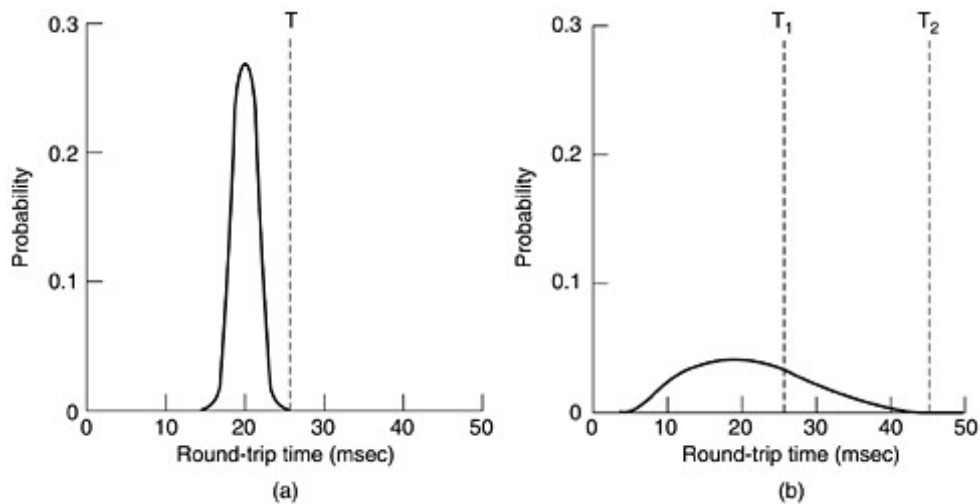 T
0.3
0.2
0.1
0
Probability
0 10 20 30 40 50
Round-trip time (msec)
(a)
T1 T2
0.3
0.2
0.1
0
Probability
0 10 20 30 40 50
Round-trip time (msec)
(b)